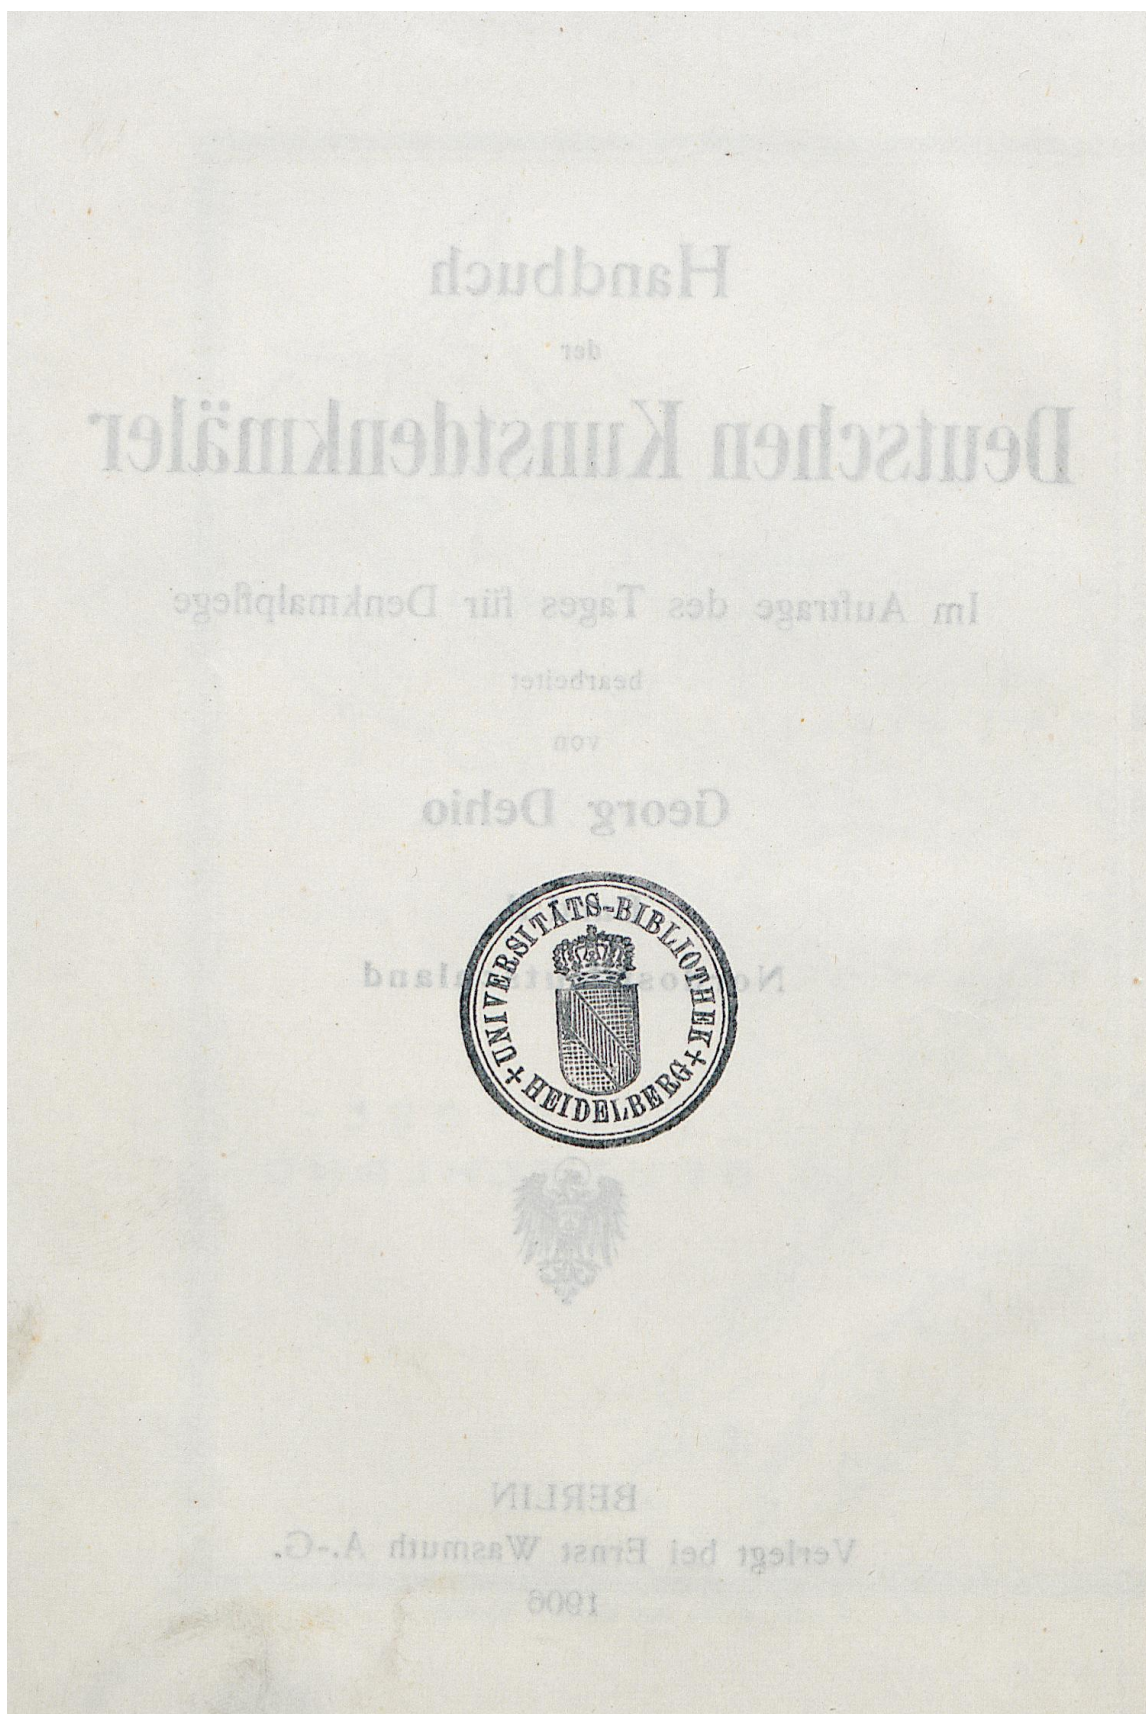 Handbuch
der
Deutschen Kunstdenkmäler
Im Auftrage des Tages für Denkmalpflege
bearbeitet
von
Georg Dehio
UNIVERSITÄTS-BIBLIOTHEK
HEIDELBERG
BERLIN
Verlegt bei Ernst Wasmuth A.-G.
1906